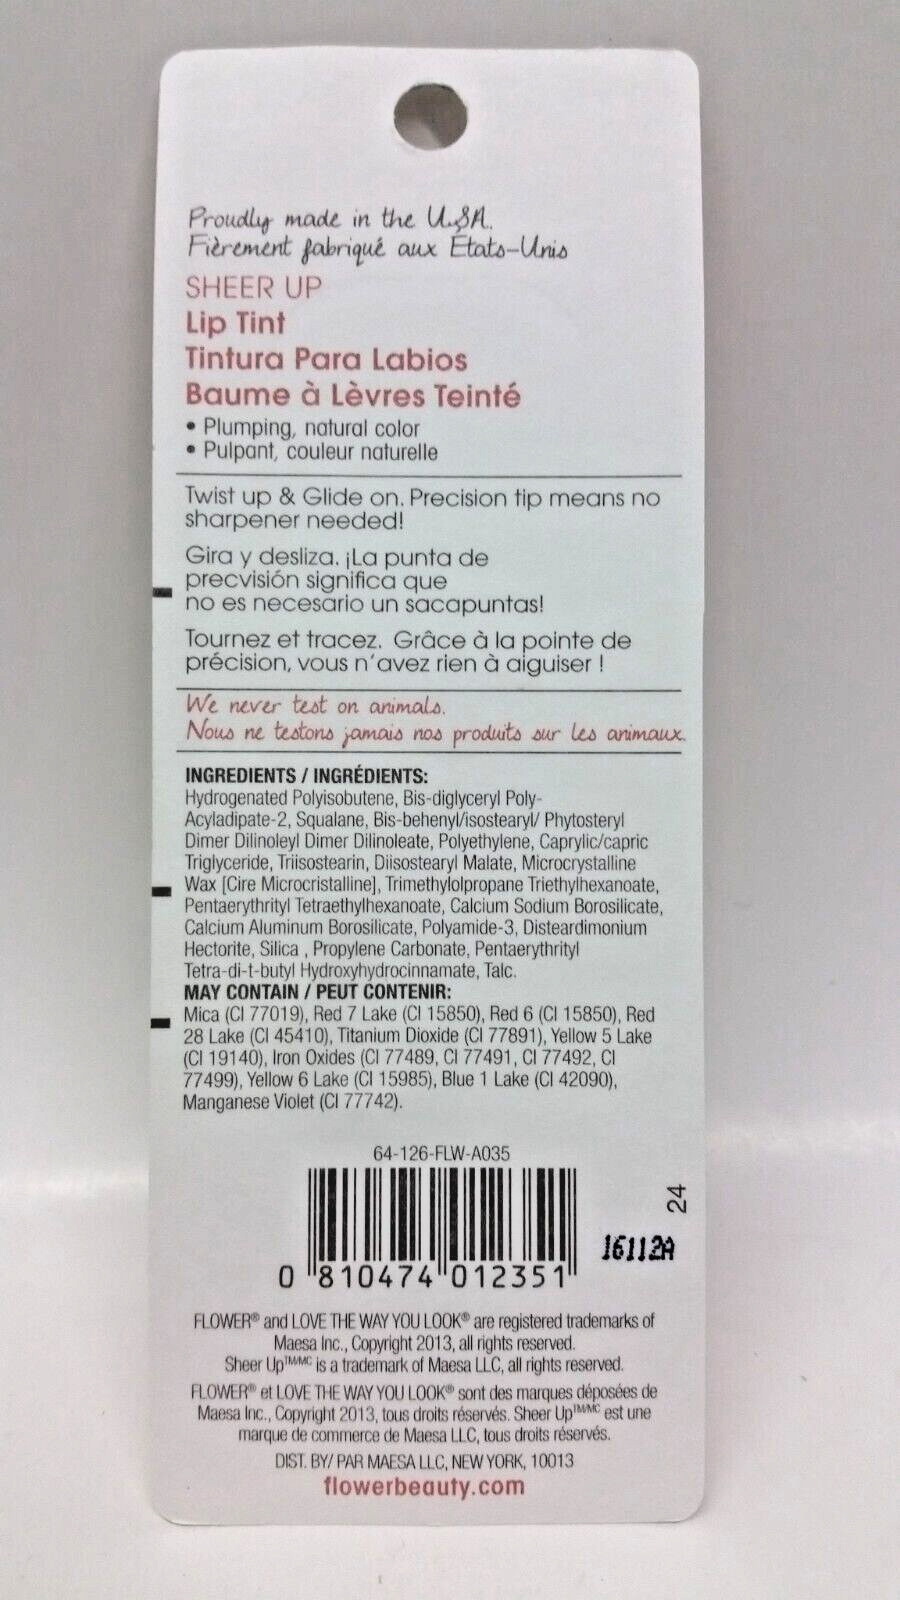 Proudly made in the U.S.A.
Fièrement fabriqué aux États-Unis
SHEER UP
Lip Tint
Tintura Para Labios
Baume à Lèvres Teinté
• Plumping, natural color
• Pulpant, couleur naturelle
Twist up & Glide on. Precision tip means no
sharpener needed!
Gira y desliza. ¡La punta de
precvisión significa que
no es necesario un sacapuntas!
Tournez et tracez. Grâce à la pointe de
précision, vous n'avez rien à aiguiser !
We never test on animals.
Nous ne testons jamais nos produits sur les animaux.
INGREDIENTS / INGRÉDIENTS:
Hydrogenated Polyisobutene, Bis-diglyceryl Poly-
Acyladipate-2, Squalane, Bis-behenyl/isostearyl/ Phytosteryl
Dimer Dilinoleyl Dimer Dilinoleate, Polyethylene, Caprylic/capric
Triglyceride, Triisostearin, Diisostearyl Malate, Microcrystalline
Wax [Cire Microcristalline], Trimethylolpropane Triethylhexanoate,
Pentaerythrityl Tetraethylhexanoate, Calcium Sodium Borosilicate,
Calcium Aluminum Borosilicate, Polyamide-3, Disteardimonium
Hectorite, Silica , Propylene Carbonate, Pentaerythrityl
Tetra-di-t-butyl Hydroxyhydrocinnamate, Talc.
MAY CONTAIN / PEUT CONTENIR:
Mica (CI 77019), Red 7 Lake (CI 15850), Red 6 (CI 15850), Red
28 Lake (CI 45410), Titanium Dioxide (CI 77891), Yellow 5 Lake
(CI 19140), Iron Oxides (CI 77489, CI 77491, CI 77492, CI
77499), Yellow 6 Lake (CI 15985), Blue 1 Lake (CI 42090),
Manganese Violet (CI 77742).
64-126-FLW-A035
24
16112A
0 810474 012351
FLOWER® and LOVE THE WAY YOU LOOK® are registered trademarks of
Maesa Inc., Copyright 2013, all rights reserved.
Sheer Up™/MC is a trademark of Maesa LLC, all rights reserved.
FLOWER® et LOVE THE WAY YOU LOOK® sont des marques déposées de
Maesa Inc., Copyright 2013, tous droits réservés. Sheer Up™/MC est une
marque de commerce de Maesa LLC, tous droits réservés.
DIST. BY/ PAR MAESA LLC, NEW YORK, 10013
flowerbeauty.com